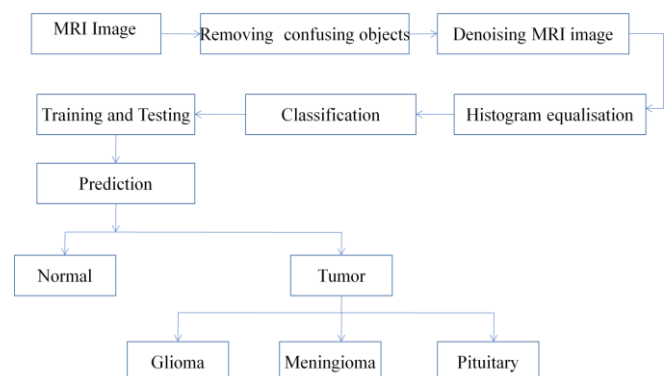 MRI Image
Removing confusing objects
Denoising MRI image
Histogram equalisation
Classification
Training and Testing
Prediction
Normal
Tumor
Glioma
Meningioma
Pituitary